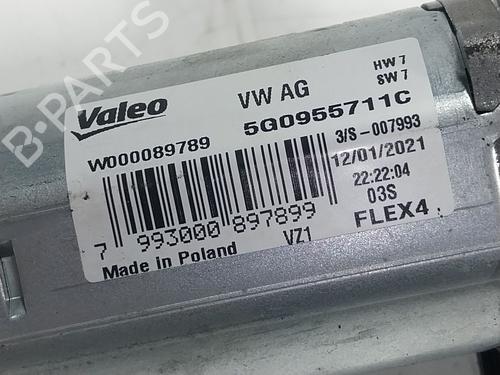 Valeo
VW AG
HW 7
SW 7
W000089789
5G0955711C
3/S-007993
12/01/2021
22:22:04
03S
7 993000 897899
VZ1
FLEX4
Made in Poland
B-PARTS